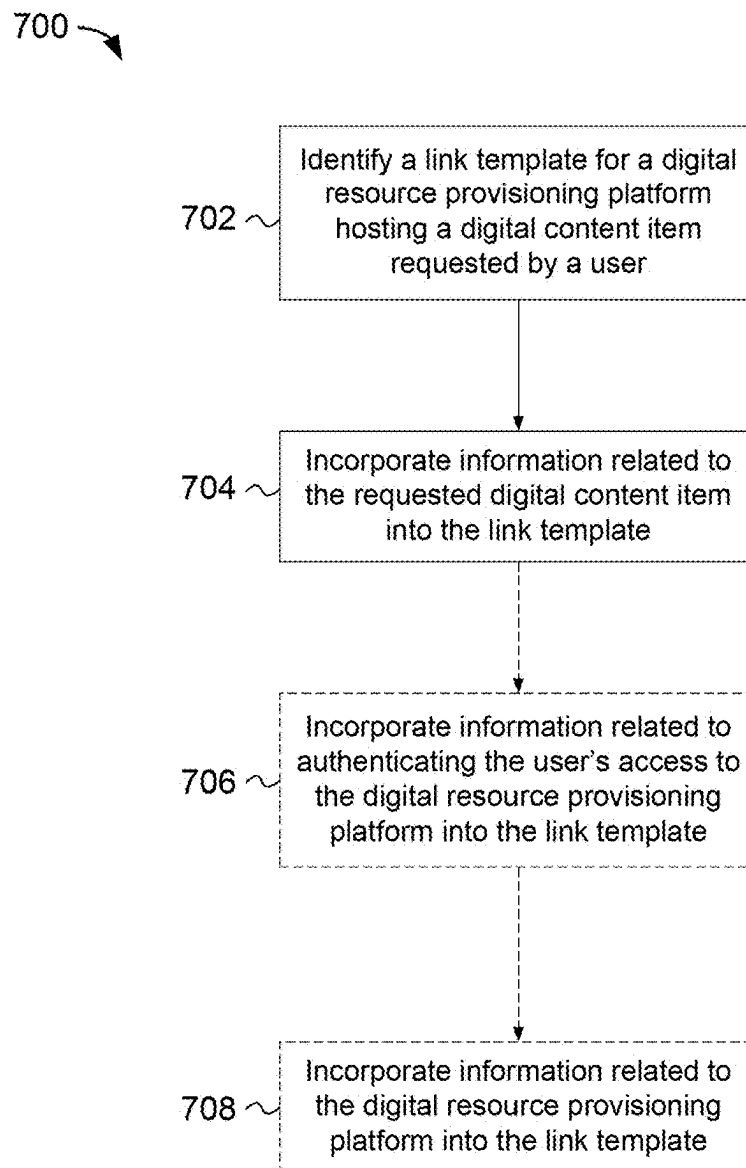 700
Identify a link template for a digital
resource provisioning platform
702
hosting a digital content item
requested by a user
Incorporate information related to
704
the requested digital content item
into the link template
Incorporate information related to
authenticating the user's access to
706
the digital resource provisioning
platform into the link template
Incorporate information related to
708
the digital resource provisioning
platform into the link template